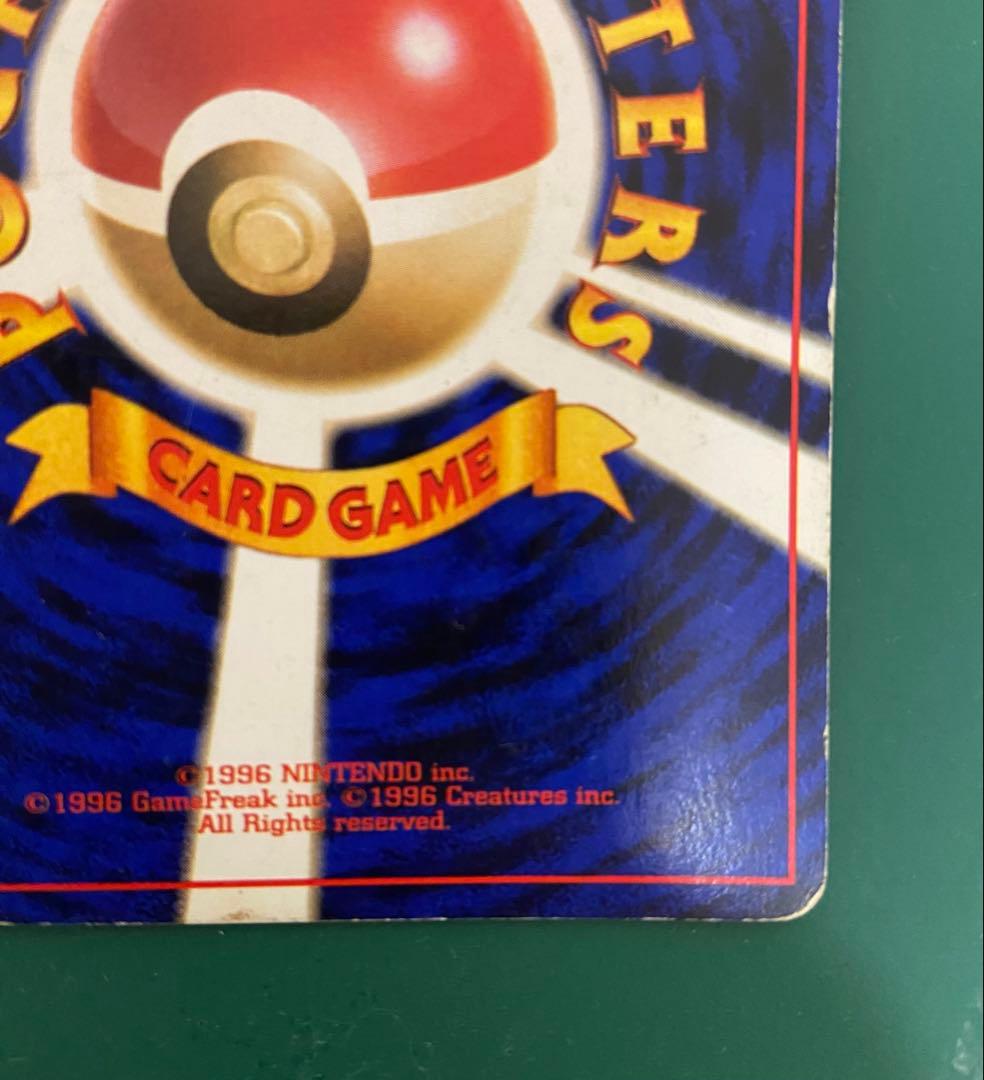 TERS
CARD GAME
©1996 NINTENDO inc.
©1996 GameFreak inc. ©1996 Creatures inc.
All Rights reserved.